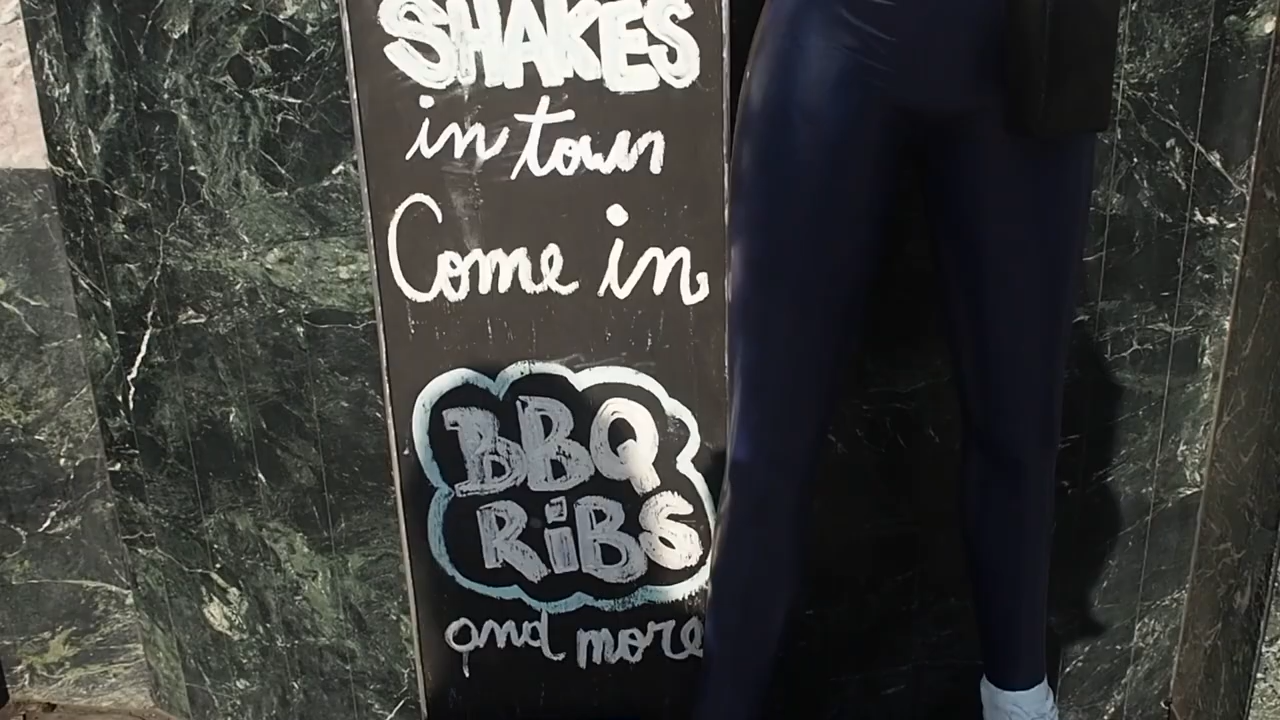 SHAKES
in town
Come in
BBQ
RiBS
and more